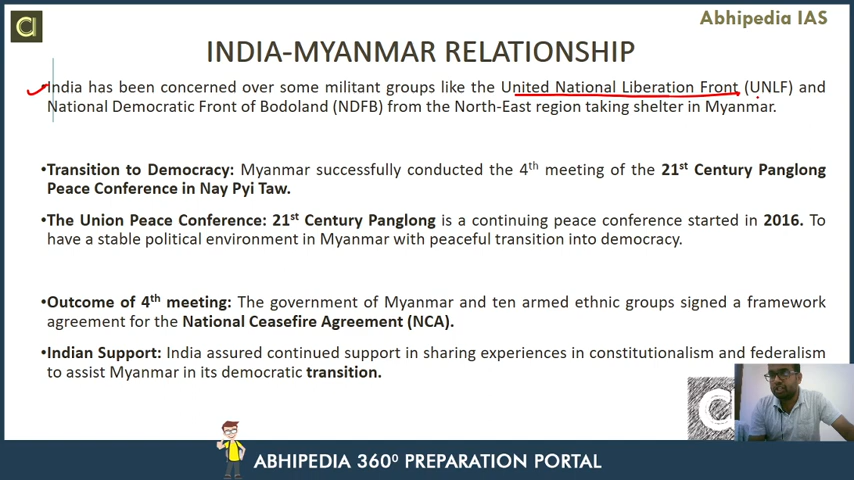 Abhipedia IAS
INDIA-MYANMAR RELATIONSHIP
India has been concerned over some militant groups like the United National Liberation Front (UNLF) and
National Democratic Front of Bodoland (NDFB) from the North-East region taking shelter in Myanmar.
•Transition to Democracy: Myanmar successfully conducted the 4th meeting of the 21st Century Panglong
Peace Conference in Nay Pyi Taw.
•The Union Peace Conference: 21st Century Panglong is a continuing peace conference started in 2016. To
have a stable political environment in Myanmar with peaceful transition into democracy.
•Outcome of 4th meeting: The government of Myanmar and ten armed ethnic groups signed a framework
agreement for the National Ceasefire Agreement (NCA).
•Indian Support: India assured continued support in sharing experiences in constitutionalism and federalism
to assist Myanmar in its democratic transition.
ABHIPEDIA 360⁰ PREPARATION PORTAL